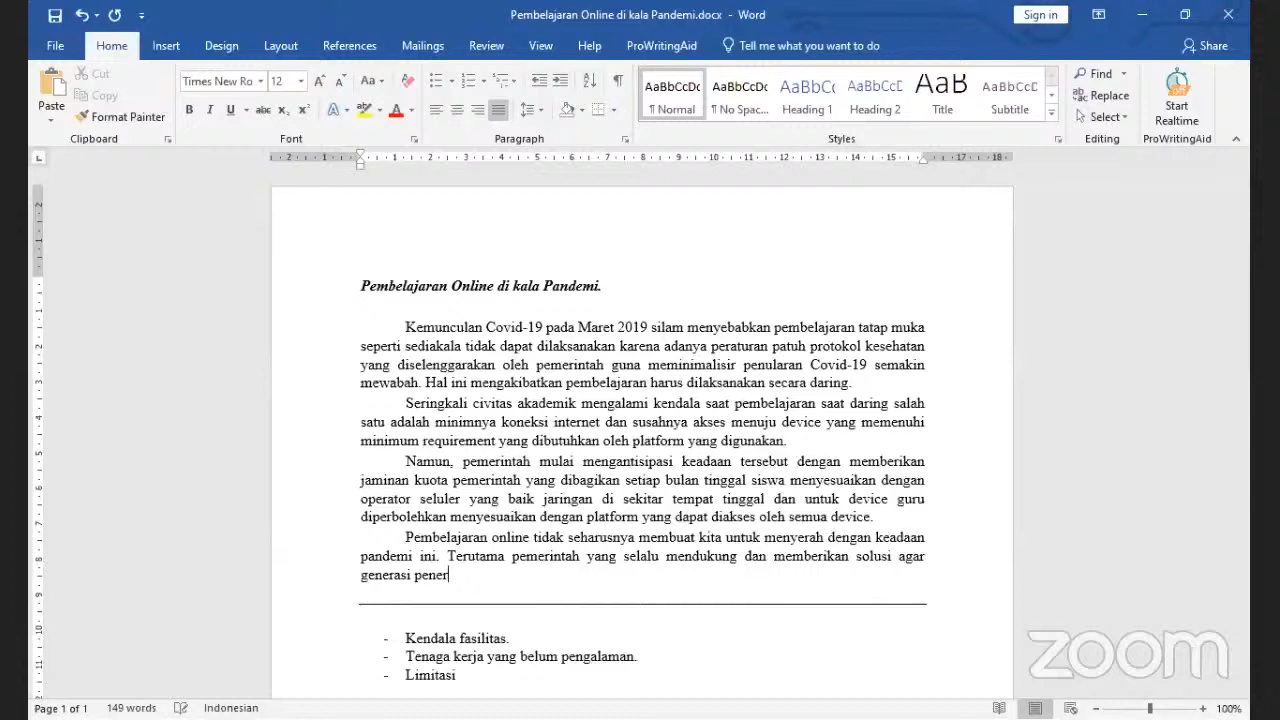 Pembelajaran Online di kala Pandemi.docx - Word
Sign in
File Home Insert Design Layout References Mailings Review View Help ProWritingAid Tell me what you want to do Share
Paste
Cut
Copy
Format Painter
Clipboard
Times New Ro 12
Font
Paragraph
AaBbCcDc
¶ Normal
AaBbCcDc
¶ No Spac...
AaBbCc
Heading 1
AaBbCcC
Heading 2
AaB
Title
AaBbCcC
Subtitle
Styles
Find
Replace
Select
Editing
Start
Realtime
ProWritingAid
Pembelajaran Online di kala Pandemi.
Kemunculan Covid-19 pada Maret 2019 silam menyebabkan pembelajaran tatap muka
seperti sediakala tidak dapat dilaksanakan karena adanya peraturan patuh protokol kesehatan
yang diselenggarakan oleh pemerintah guna meminimalisir penularan Covid-19 semakin
mewabah. Hal ini mengakibatkan pembelajaran harus dilaksanakan secara daring.
Seringkali civitas akademik mengalami kendala saat pembelajaran saat daring salah
satu adalah minimnya koneksi internet dan susahnya akses menuju device yang memenuhi
minimum requirement yang dibutuhkan oleh platform yang digunakan.
Namun, pemerintah mulai mengantisipasi keadaan tersebut dengan memberikan
jaminan kuota pemerintah yang dibagikan setiap bulan tinggal siswa menyesuaikan dengan
operator seluler yang baik jaringan di sekitar tempat tinggal dan untuk device guru
diperbolehkan menyesuaikan dengan platform yang dapat diakses oleh semua device.
Pembelajaran online tidak seharusnya membuat kita untuk menyerah dengan keadaan
pandemi ini. Terutama pemerintah yang selalu mendukung dan memberikan solusi agar
generasi pener
- Kendala fasilitas.
- Tenaga kerja yang belum pengalaman.
- Limitasi
zoom
Page 1 of 1 149 words Indonesian 100%